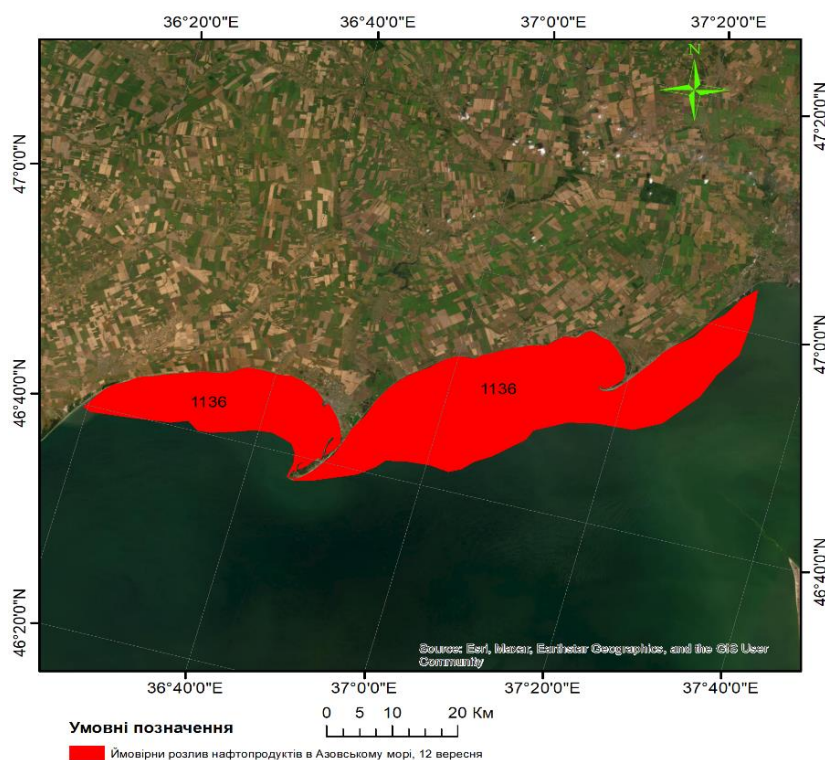 36°20'0"E 36°40'0"E 37°0'0"E 37°20'0"E
N
47°0'0"N
47°20'0"N
46°40'0"N
47°0'0"N
1136
1136
46°20'0"N
46°40'0"N
Source: Esri, Maxar, Earthstar Geographics, and the GIS User
Community
36°40'0"E 37°0'0"E 37°20'0"E 37°40'0"E
Умовні позначення
0 5 10 20 Км
Ймовірни розлив нафтопродуктів в Азовському морі, 12 вересня